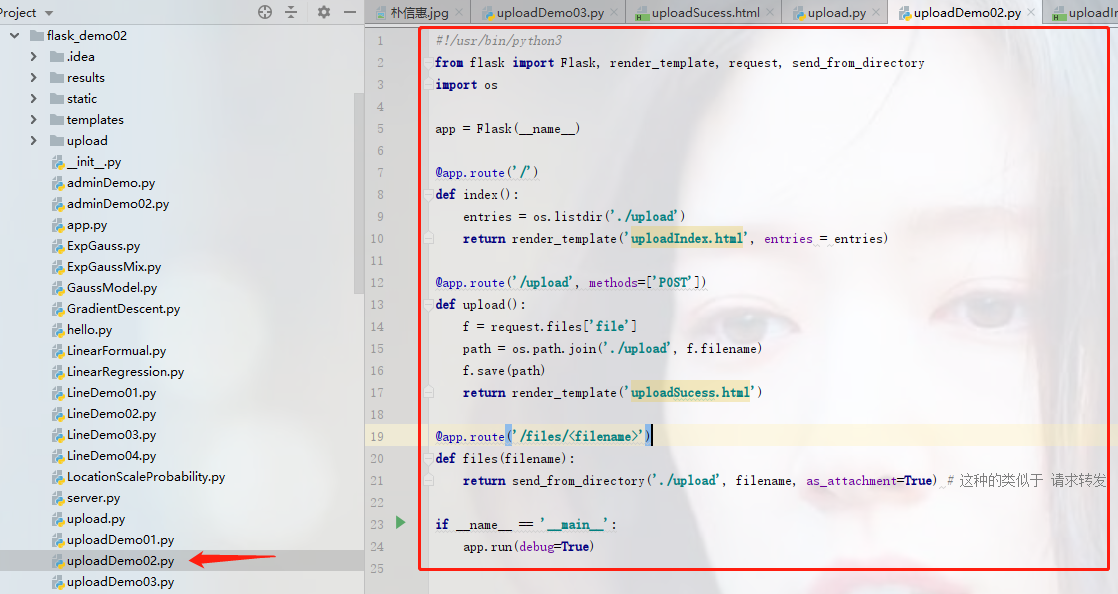 Project
朴信惠.jpg
uploadDemo03.py
uploadSucess.html
upload.py
uploadDemo02.py
flask_demo02
.idea
results
static
templates
upload
__init__.py
adminDemo.py
adminDemo02.py
app.py
ExpGauss.py
ExpGaussMix.py
GaussModel.py
GradientDescent.py
hello.py
LinearFormual.py
LinearRegression.py
LineDemo01.py
LineDemo02.py
LineDemo03.py
LineDemo04.py
LocationScaleProbability.py
server.py
upload.py
uploadDemo01.py
uploadDemo02.py
uploadDemo03.py
1 #!/usr/bin/python3
2 from flask import Flask, render_template, request, send_from_directory
3 import os
4
5 app = Flask(__name__)
6
7 @app.route('/')
8 def index():
9 entries = os.listdir('./upload')
10 return render_template('uploadIndex.html', entries = entries)
11
12 @app.route('/upload', methods=['POST'])
13 def upload():
14 f = request.files['file']
15 path = os.path.join('./upload', f.filename)
16 f.save(path)
17 return render_template('uploadSucess.html')
18
19 @app.route('/files/<filename>')
20 def files(filename):
21 return send_from_directory('./upload', filename, as_attachment=True) # 这种的类似于 请求转发
22
23 if __name__ == '__main__':
24 app.run(debug=True)
25